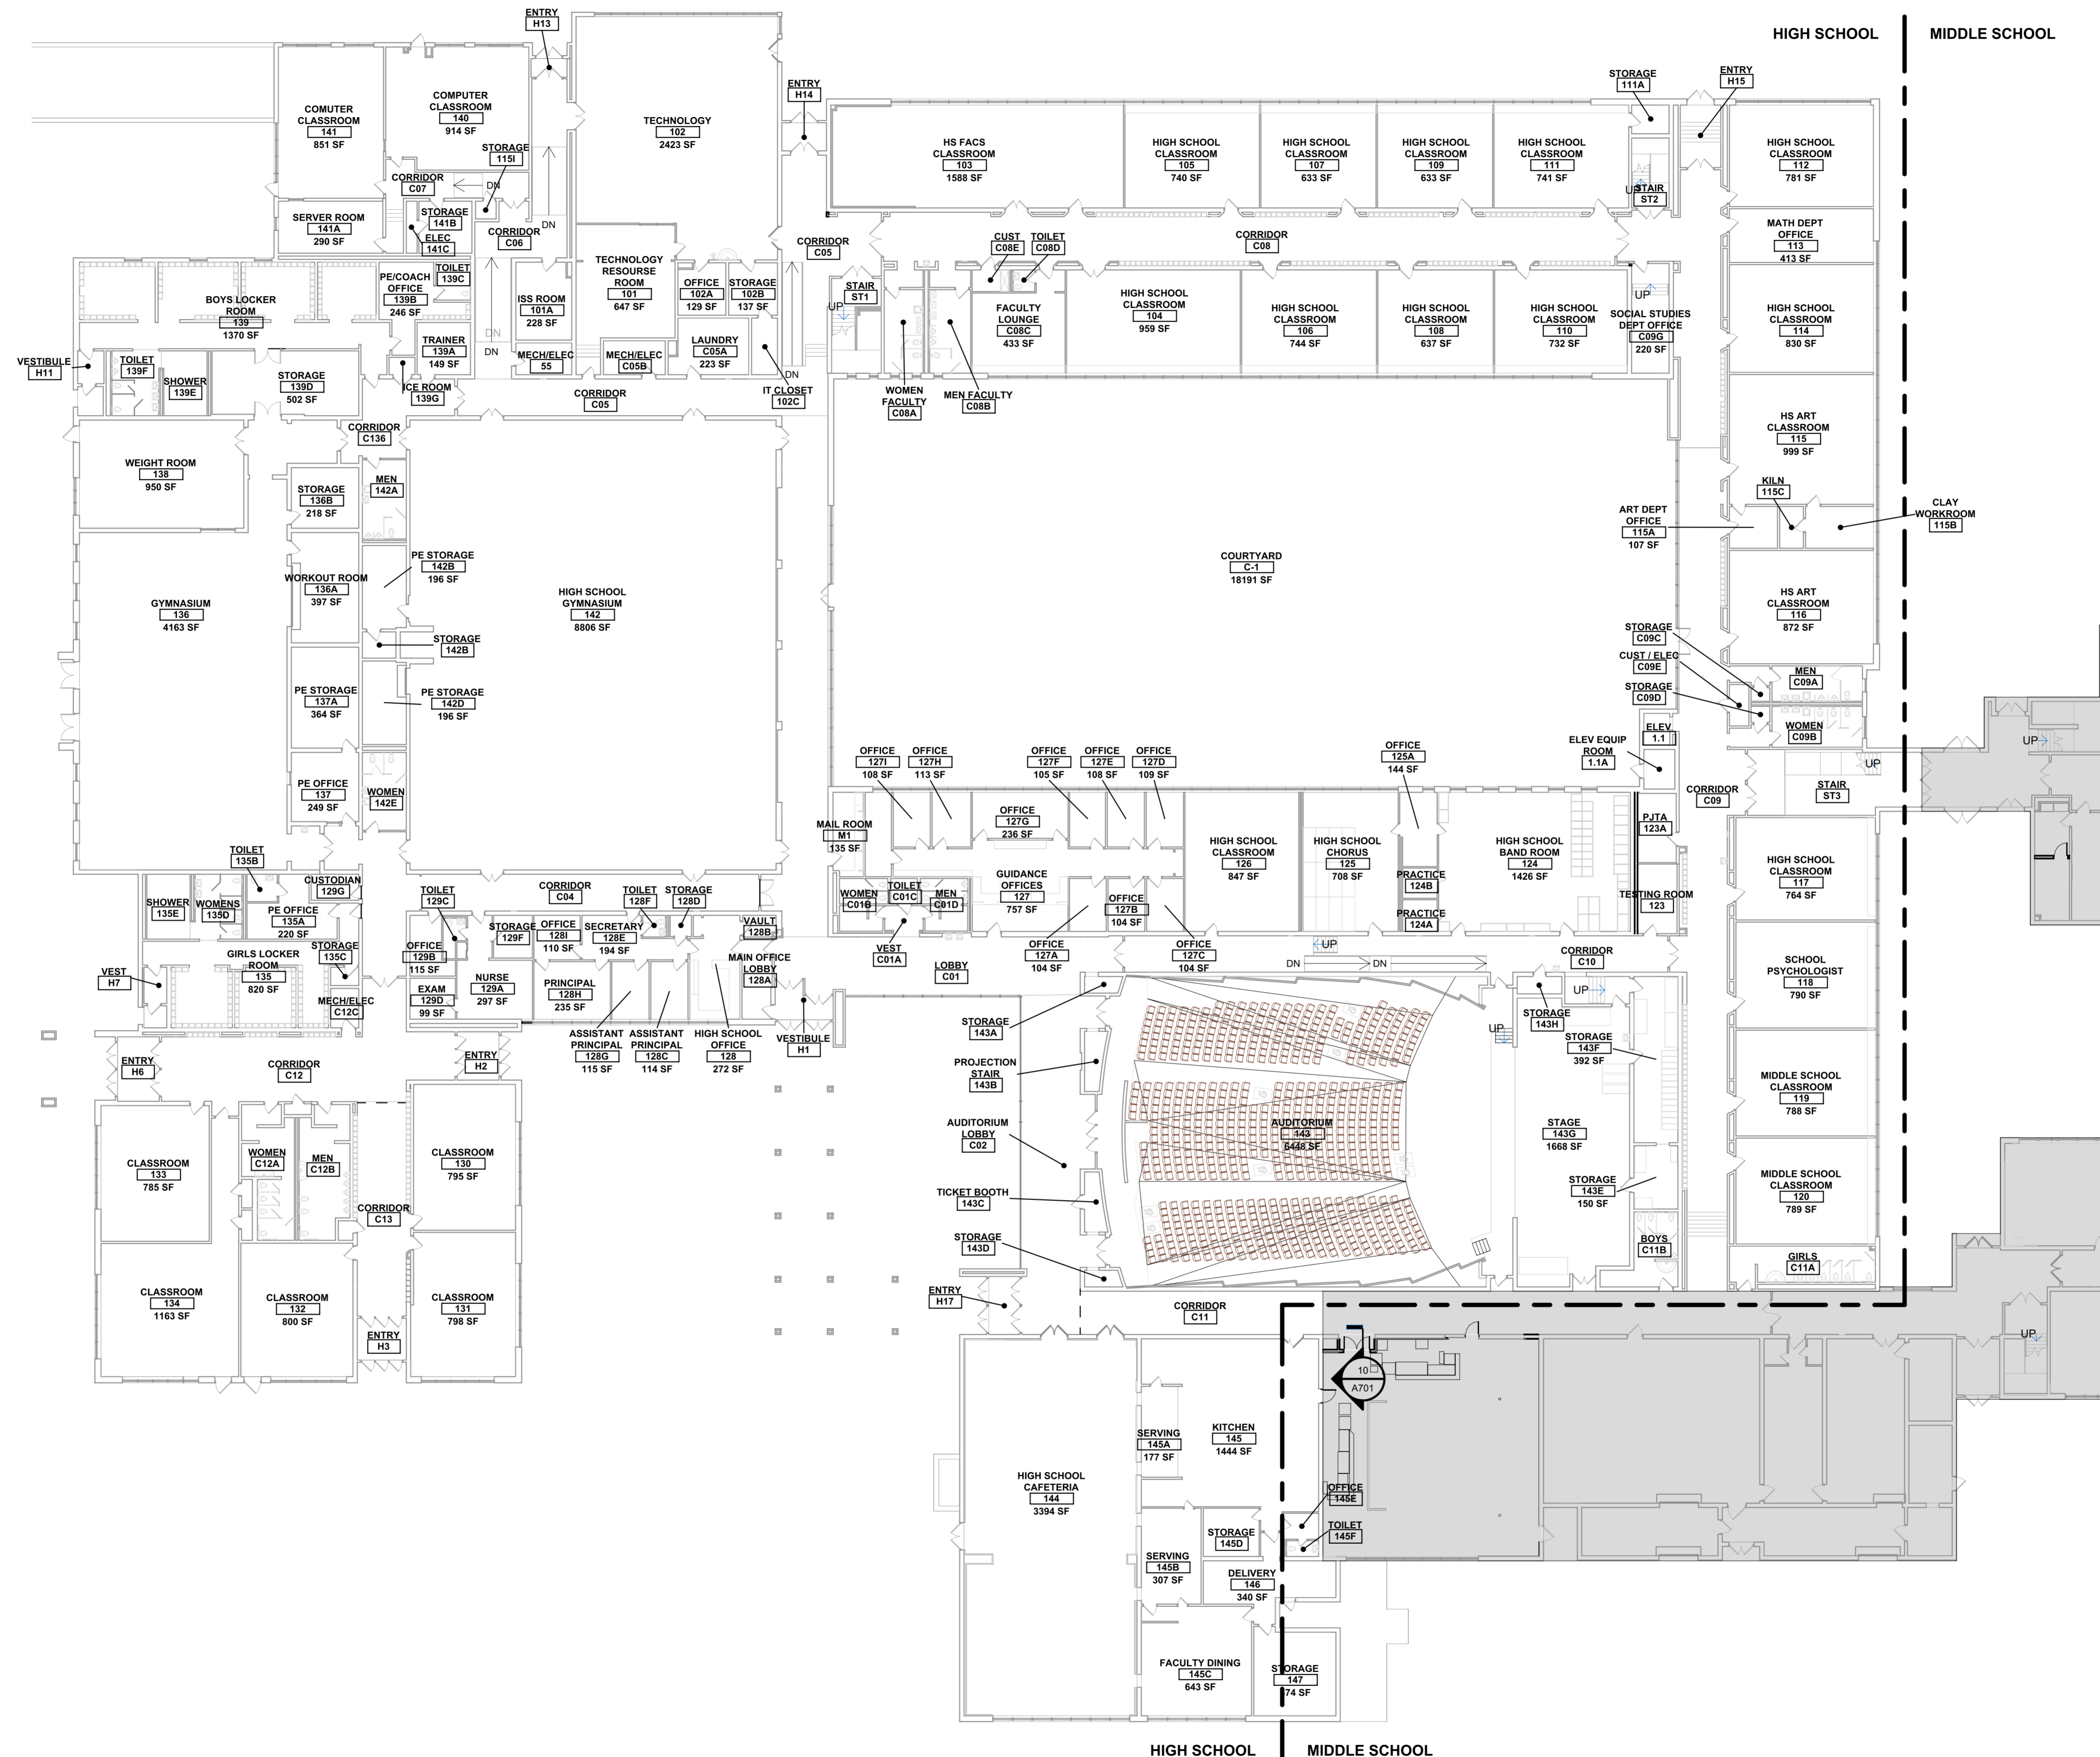 HIGH SCHOOL
MIDDLE SCHOOL
ENTRY
H13
COMUTER
CLASSROOM
141
851 SF
COMPUTER
CLASSROOM
140
914 SF
STORAGE
115I
CORRIDOR
C07
DN
SERVER ROOM
141A
290 SF
STORAGE
141B
ELEC
141C
CORRIDOR
C06
DN
TECHNOLOGY
102
2423 SF
ENTRY
H14
HS FACS
CLASSROOM
103
1588 SF
HIGH SCHOOL
CLASSROOM
105
740 SF
HIGH SCHOOL
CLASSROOM
107
633 SF
HIGH SCHOOL
CLASSROOM
109
633 SF
HIGH SCHOOL
CLASSROOM
111
741 SF
STORAGE
111A
ENTRY
H15
UP
STAIR
ST2
HIGH SCHOOL
CLASSROOM
112
781 SF
MATH DEPT
OFFICE
113
413 SF
HIGH SCHOOL
CLASSROOM
114
830 SF
HS ART
CLASSROOM
115
999 SF
KILN
115C
CLAY
WORKROOM
115B
ART DEPT
OFFICE
115A
107 SF
HS ART
CLASSROOM
116
872 SF
BOYS LOCKER
ROOM
139
1370 SF
PE/COACH
OFFICE
139B
246 SF
TOILET
139C
TRAINER
139A
149 SF
ISS ROOM
101A
228 SF
DN
DN
TECHNOLOGY
RESOURSE
ROOM
101
647 SF
OFFICE
102A
129 SF
STORAGE
102B
137 SF
CORRIDOR
C05
STAIR
ST1
UP
MECH/ELEC
55
MECH/ELEC
C05B
LAUNDRY
C05A
223 SF
DN
IT CLOSET
102C
CORRIDOR
C05
CUST
C08E
TOILET
C08D
CORRIDOR
C08
FACULTY
LOUNGE
C08C
433 SF
HIGH SCHOOL
CLASSROOM
104
959 SF
HIGH SCHOOL
CLASSROOM
106
744 SF
HIGH SCHOOL
CLASSROOM
108
637 SF
HIGH SCHOOL
CLASSROOM
110
732 SF
UP
SOCIAL STUDIES
DEPT OFFICE
C09G
220 SF
WOMEN
FACULTY
C08A
MEN FACULTY
C08B
VESTIBULE
H11
TOILET
139F
SHOWER
139E
STORAGE
139D
502 SF
ICE ROOM
139G
CORRIDOR
C136
WEIGHT ROOM
138
950 SF
STORAGE
136B
218 SF
MEN
142A
WORKOUT ROOM
136A
397 SF
PE STORAGE
142B
196 SF
GYMNASIUM
136
4163 SF
HIGH SCHOOL
GYMNASIUM
142
8806 SF
STORAGE
142B
PE STORAGE
137A
364 SF
PE STORAGE
142D
196 SF
PE OFFICE
137
249 SF
WOMEN
142E
COURTYARD
C-1
18191 SF
STORAGE
C09C
CUST / ELEC
C09E
STORAGE
C09D
MEN
C09A
WOMEN
C09B
ELEV
1.1
ELEV EQUIP
ROOM
1.1A
CORRIDOR
C09
UP
STAIR
ST3
UP
OFFICE
127I
108 SF
OFFICE
127H
113 SF
OFFICE
127F
105 SF
OFFICE
127E
108 SF
OFFICE
127D
109 SF
OFFICE
125A
144 SF
MAIL ROOM
M1
135 SF
OFFICE
127G
236 SF
HIGH SCHOOL
CLASSROOM
126
847 SF
HIGH SCHOOL
CHORUS
125
708 SF
HIGH SCHOOL
BAND ROOM
124
1426 SF
PRACTICE
124B
PRACTICE
124A
PJTA
123A
TESTING ROOM
123
HIGH SCHOOL
CLASSROOM
117
764 SF
WOMEN
C01B
TOILET
C01C
MEN
C01D
GUIDANCE
OFFICES
127
757 SF
OFFICE
127B
104 SF
VEST
C01A
LOBBY
C01
OFFICE
127A
104 SF
OFFICE
127C
104 SF
UP
DN
DN
CORRIDOR
C10
TOILET
135B
CUSTODIAN
129G
SHOWER
135E
WOMENS
135D
PE OFFICE
135A
220 SF
STORAGE
135C
VEST
H7
GIRLS LOCKER
ROOM
135
820 SF
MECH/ELEC
C12C
CORRIDOR
C04
TOILET
129C
STORAGE
129F
OFFICE
128I
110 SF
SECRETARY
128E
194 SF
TOILET
128F
STORAGE
128D
VAULT
128B
OFFICE
129B
115 SF
EXAM
129D
99 SF
NURSE
129A
297 SF
PRINCIPAL
128H
235 SF
MAIN OFFICE
LOBBY
128A
ASSISTANT
PRINCIPAL
128G
115 SF
ASSISTANT
PRINCIPAL
128C
114 SF
HIGH SCHOOL
OFFICE
128
272 SF
VESTIBULE
H1
ENTRY
H6
CORRIDOR
C12
ENTRY
H2
STORAGE
143A
PROJECTION
STAIR
143B
AUDITORIUM
LOBBY
C02
TICKET BOOTH
143C
STORAGE
143D
AUDITORIUM
143
6448 SF
UP
UP
STORAGE
143H
STORAGE
143F
392 SF
STAGE
143G
1668 SF
STORAGE
143E
150 SF
BOYS
C11B
SCHOOL
PSYCHOLOGIST
118
790 SF
MIDDLE SCHOOL
CLASSROOM
119
788 SF
MIDDLE SCHOOL
CLASSROOM
120
789 SF
GIRLS
C11A
CLASSROOM
133
785 SF
WOMEN
C12A
MEN
C12B
CORRIDOR
C13
CLASSROOM
130
795 SF
CLASSROOM
134
1163 SF
CLASSROOM
132
800 SF
ENTRY
H3
CLASSROOM
131
798 SF
ENTRY
H17
CORRIDOR
C11
UP
10
A701
SERVING
145A
177 SF
KITCHEN
145
1444 SF
HIGH SCHOOL
CAFETERIA
144
3394 SF
OFFICE
145E
TOILET
145F
STORAGE
145D
SERVING
145B
307 SF
DELIVERY
146
340 SF
FACULTY DINING
145C
643 SF
STORAGE
147
74 SF
HIGH SCHOOL
MIDDLE SCHOOL